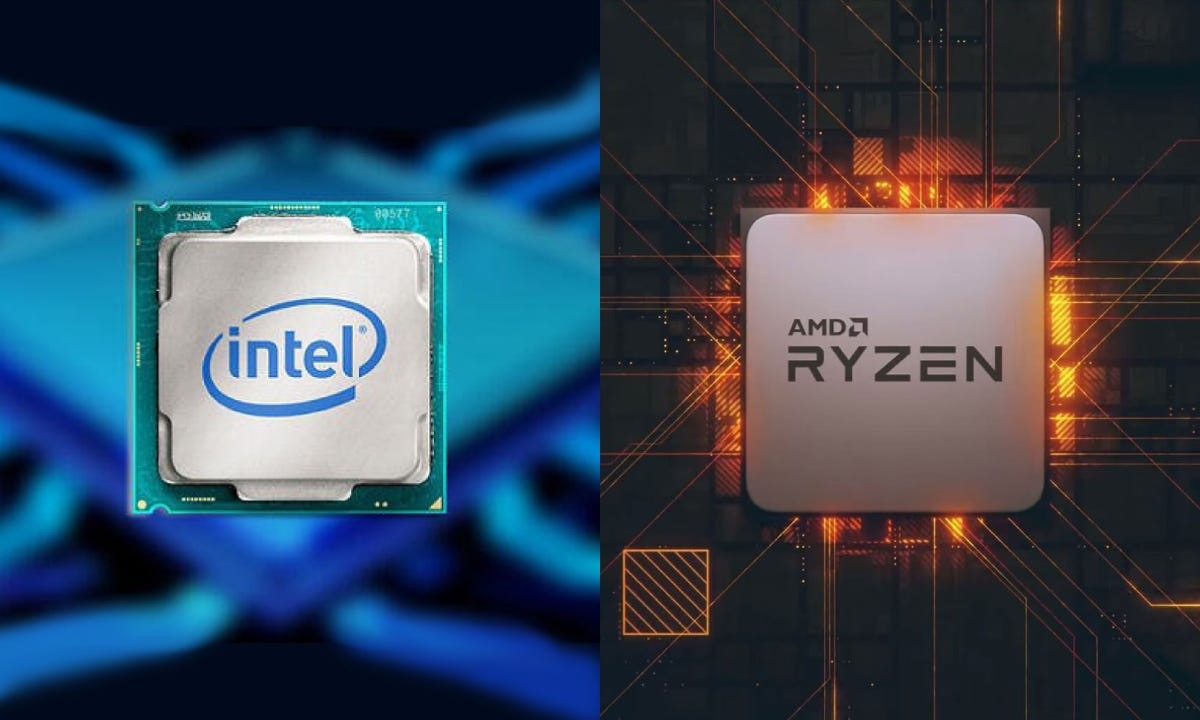 00577
intel®
AMD
RYZEN